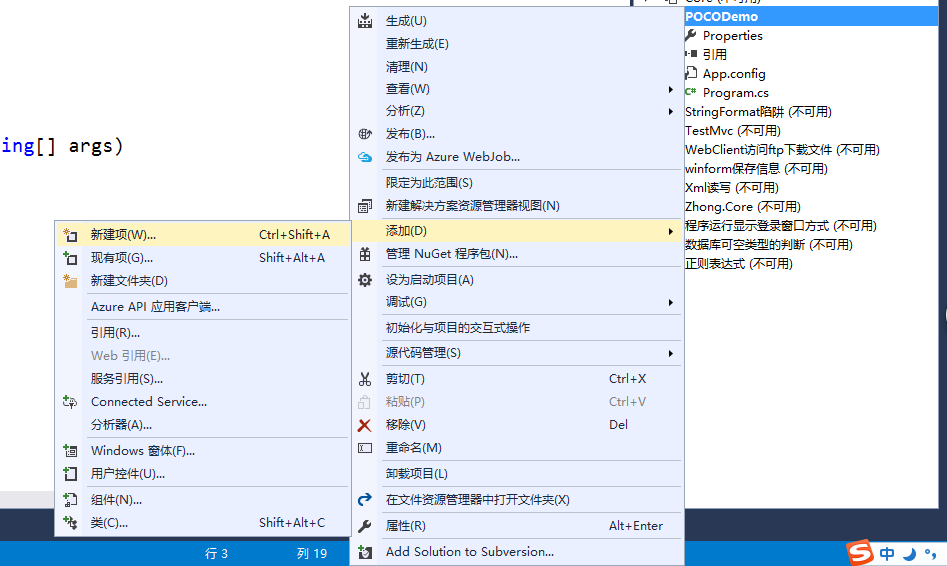 ing[] args)
生成(U)
重新生成(E)
清理(N)
查看(W)
分析(Z)
发布(B)...
发布为 Azure WebJob...
限定为此范围(S)
新建解决方案资源管理器视图(N)
添加(D)
管理 NuGet 程序包(N)...
设为启动项目(A)
调试(G)
初始化与项目的交互式操作
源代码管理(S)
剪切(T) Ctrl+X
粘贴(P) Ctrl+V
移除(V) Del
重命名(M)
卸载项目(L)
在文件资源管理器中打开文件夹(X)
属性(R) Alt+Enter
Add Solution to Subversion...
新建项(W)... Ctrl+Shift+A
现有项(G)... Shift+Alt+A
新建文件夹(D)
Azure API 应用客户端...
引用(R)...
Web 引用(E)...
服务引用(S)...
Connected Service...
分析器(A)...
Windows 窗体(F)...
用户控件(U)...
组件(N)...
类(C)... Shift+Alt+C
POCODemo
Properties
引用
App.config
C# Program.cs
StringFormat陷阱 (不可用)
TestMvc (不可用)
WebClient访问ftp下载文件 (不可用)
winform保存信息 (不可用)
Xml读写 (不可用)
Zhong.Core (不可用)
程序运行显示登录窗口方式 (不可用)
数据库可空类型的判断 (不可用)
正则表达式 (不可用)
行 3 列 19
S 中